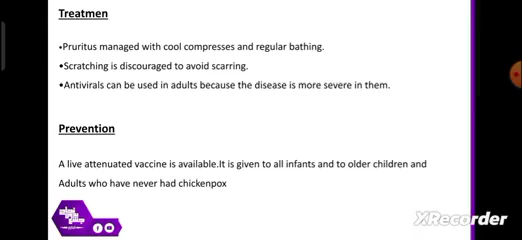 Treatmen
•Pruritus managed with cool compresses and regular bathing.
•Scratching is discouraged to avoid scarring.
•Antivirals can be used in adults because the disease is more severe in them.
Prevention
A live attenuated vaccine is available.It is given to all infants and to older children and
Adults who have never had chickenpox
XRecorder